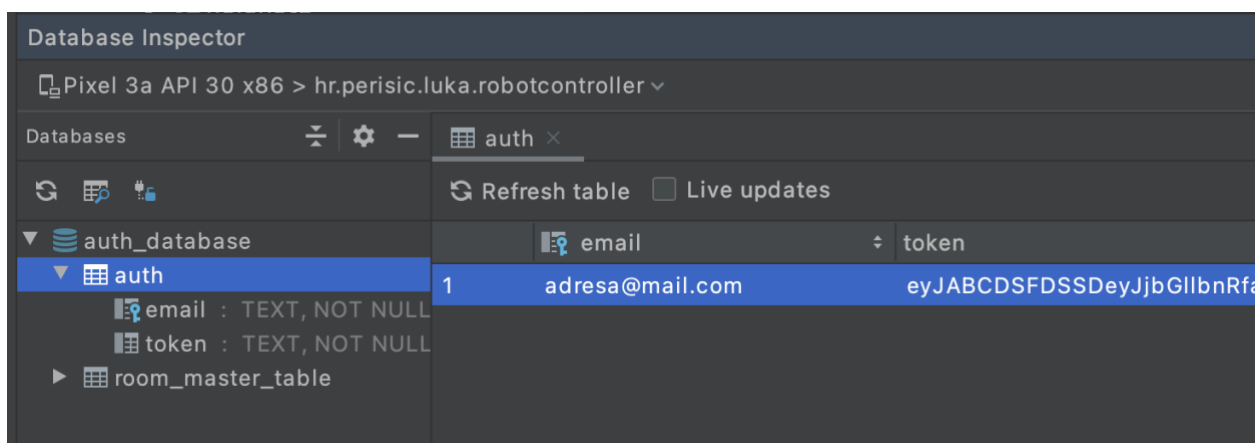 Database Inspector
Pixel 3a API 30 x86 > hr.perisic.luka.robotcontroller
Databases
auth
Refresh table
Live updates
auth_database
auth
email : TEXT, NOT NULL
token : TEXT, NOT NULL
room_master_table
email
token
1 adresa@mail.com eyJABCDSFDSSDeyJjbGllbnRfa